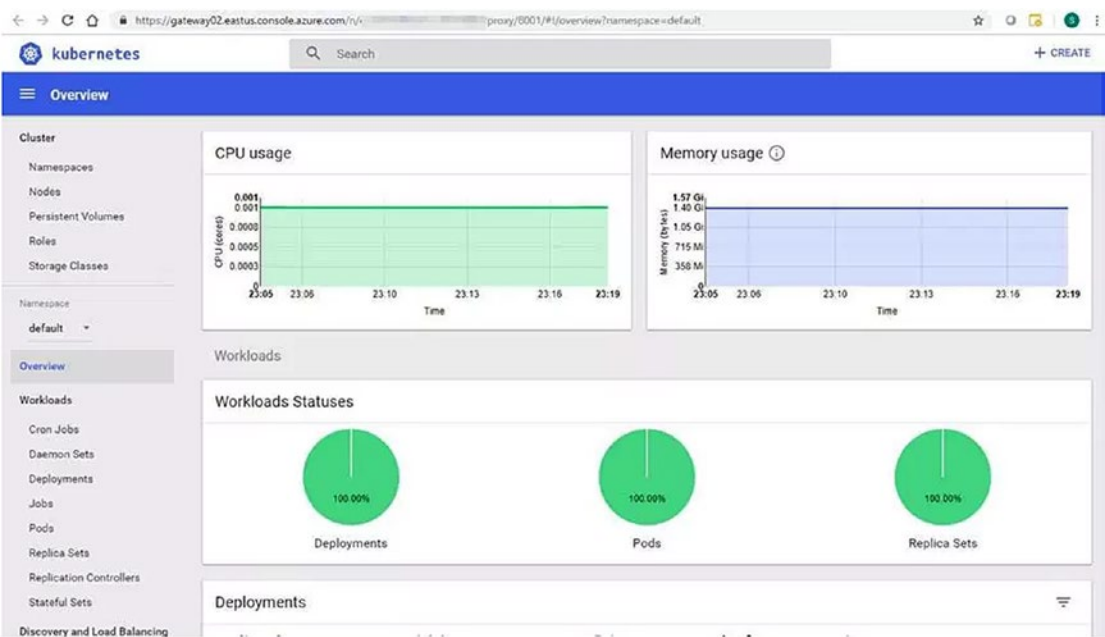 https://gateway02.eastus.console.azure.com/n/ proxy/8001/#!/overview?namespace=default
S
kubernetes
Search
+ CREATE
Overview
Cluster
Namespaces
Nodes
Persistent Volumes
Roles
Storage Classes
Namespace
default
Overview
Workloads
Cron Jobs
Daemon Sets
Deployments
Jobs
Pods
Replica Sets
Replication Controllers
Stateful Sets
Discovery and Load Balancing
CPU usage
CPU (cores)
0.001
0.001
0.0008
0.0005
0.0003
0
23:05 23:06 23:10 23:13 23:16 23:19
Time
Memory usage
Memory (bytes)
1.57 Gi
1.40 Gi
1.05 Gi
715 Mi
358 Mi
0
23:05 23:06 23:10 23:13 23:16 23:19
Time
Workloads
Workloads Statuses
100.00% 100.00% 100.00%
Deployments Pods Replica Sets
Deployments